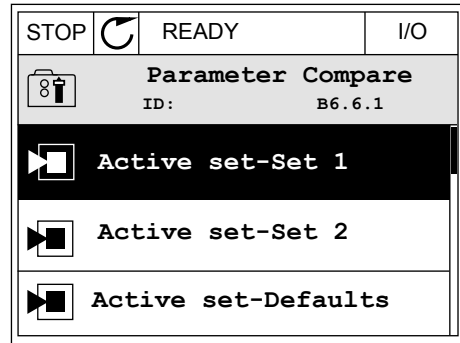 STOP READY I/O
Parameter Compare
ID: B6.6.1
Active set-Set 1
Active set-Set 2
Active set-Defaults